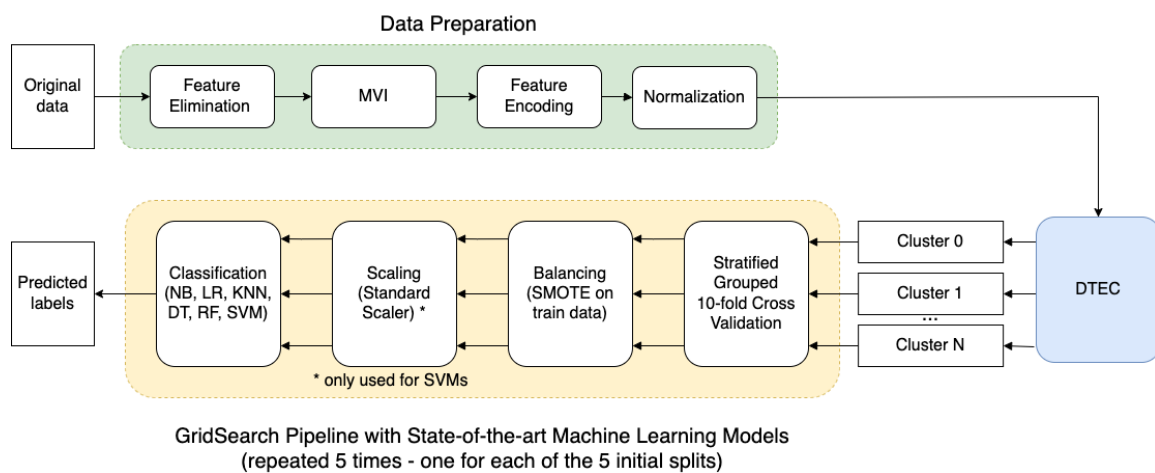 Data Preparation
Original
data
Feature
Elimination
MVI
Feature
Encoding
Normalization
Predicted
labels
Classification
(NB, LR, KNN,
DT, RF, SVM)
Scaling
(Standard
Scaler) *
Balancing
(SMOTE on
train data)
Stratified
Grouped
10-fold Cross
Validation
Cluster 0
Cluster 1
...
Cluster N
DTEC
* only used for SVMs
GridSearch Pipeline with State-of-the-art Machine Learning Models
(repeated 5 times - one for each of the 5 initial splits)